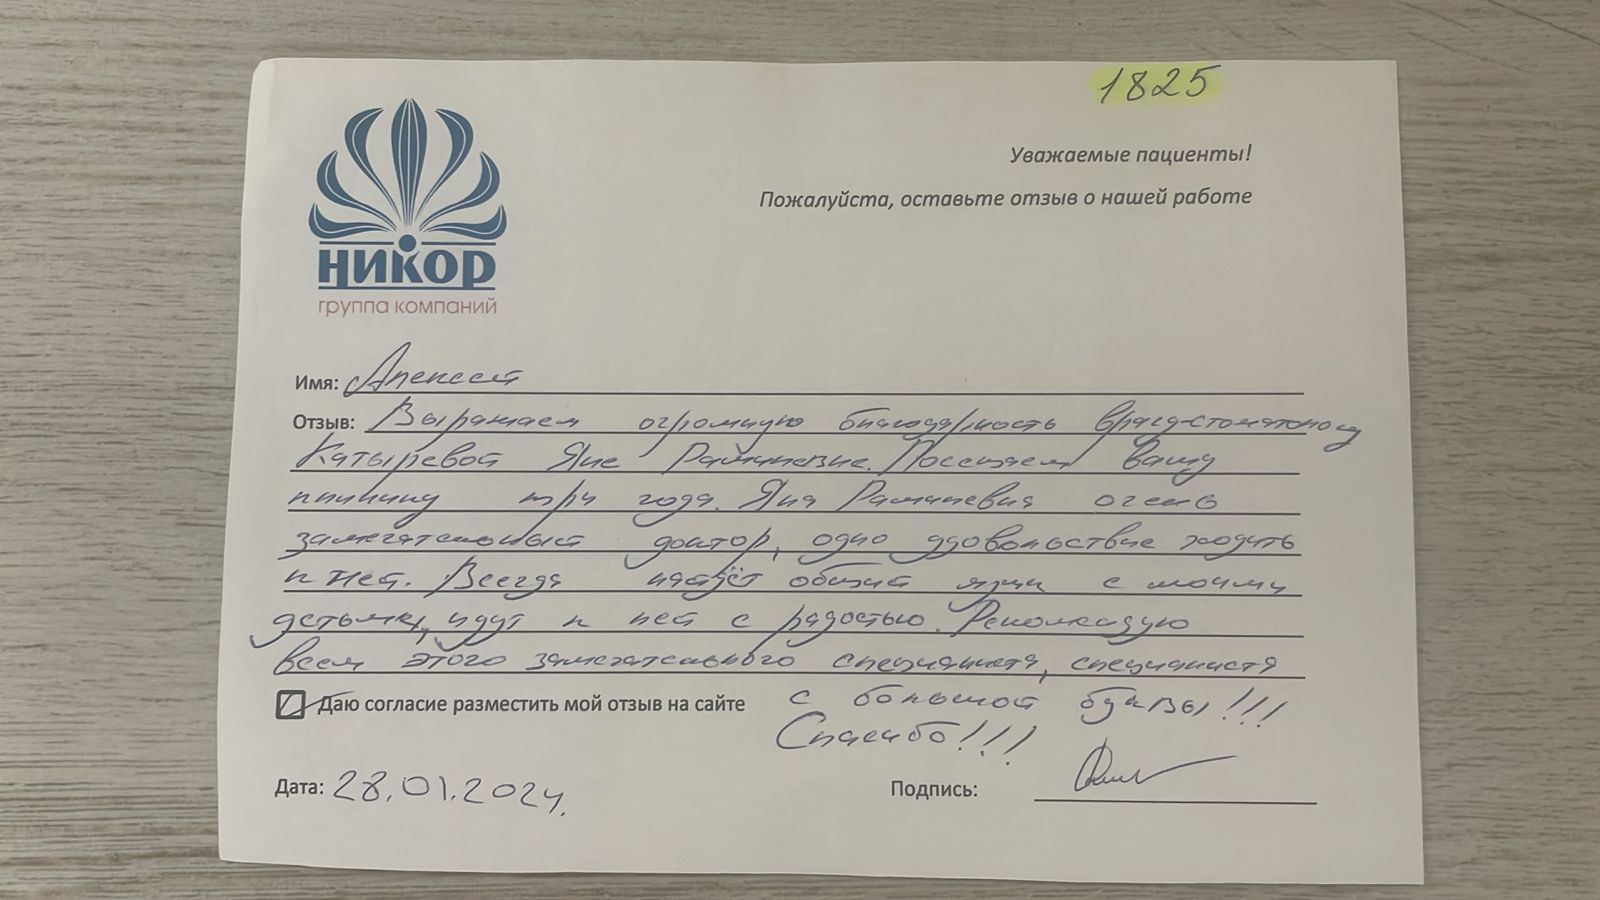 1825
Уважаемые пациенты!
Пожалуйста, оставьте отзыв о нашей работе
НИКОР
группа компаний
Имя: Алексей
Отзыв: Выражаем огромную благодарность врачу-стоматологу
Катыревой Яне Рамилевне. Посещаем вашу
клинику три года. Яна Рамилевна очень
замечательный доктор, одно удовольствие ходить
к ней. Всегда найдёт общий язык с моими
детьми, идут к ней с радостью. Рекомендую
всем этого замечательного специалиста, специалиста
с большой буквы!!!
Даю согласие разместить мой отзыв на сайте
Спасибо!!!
Дата: 28.01.2024.
Подпись: